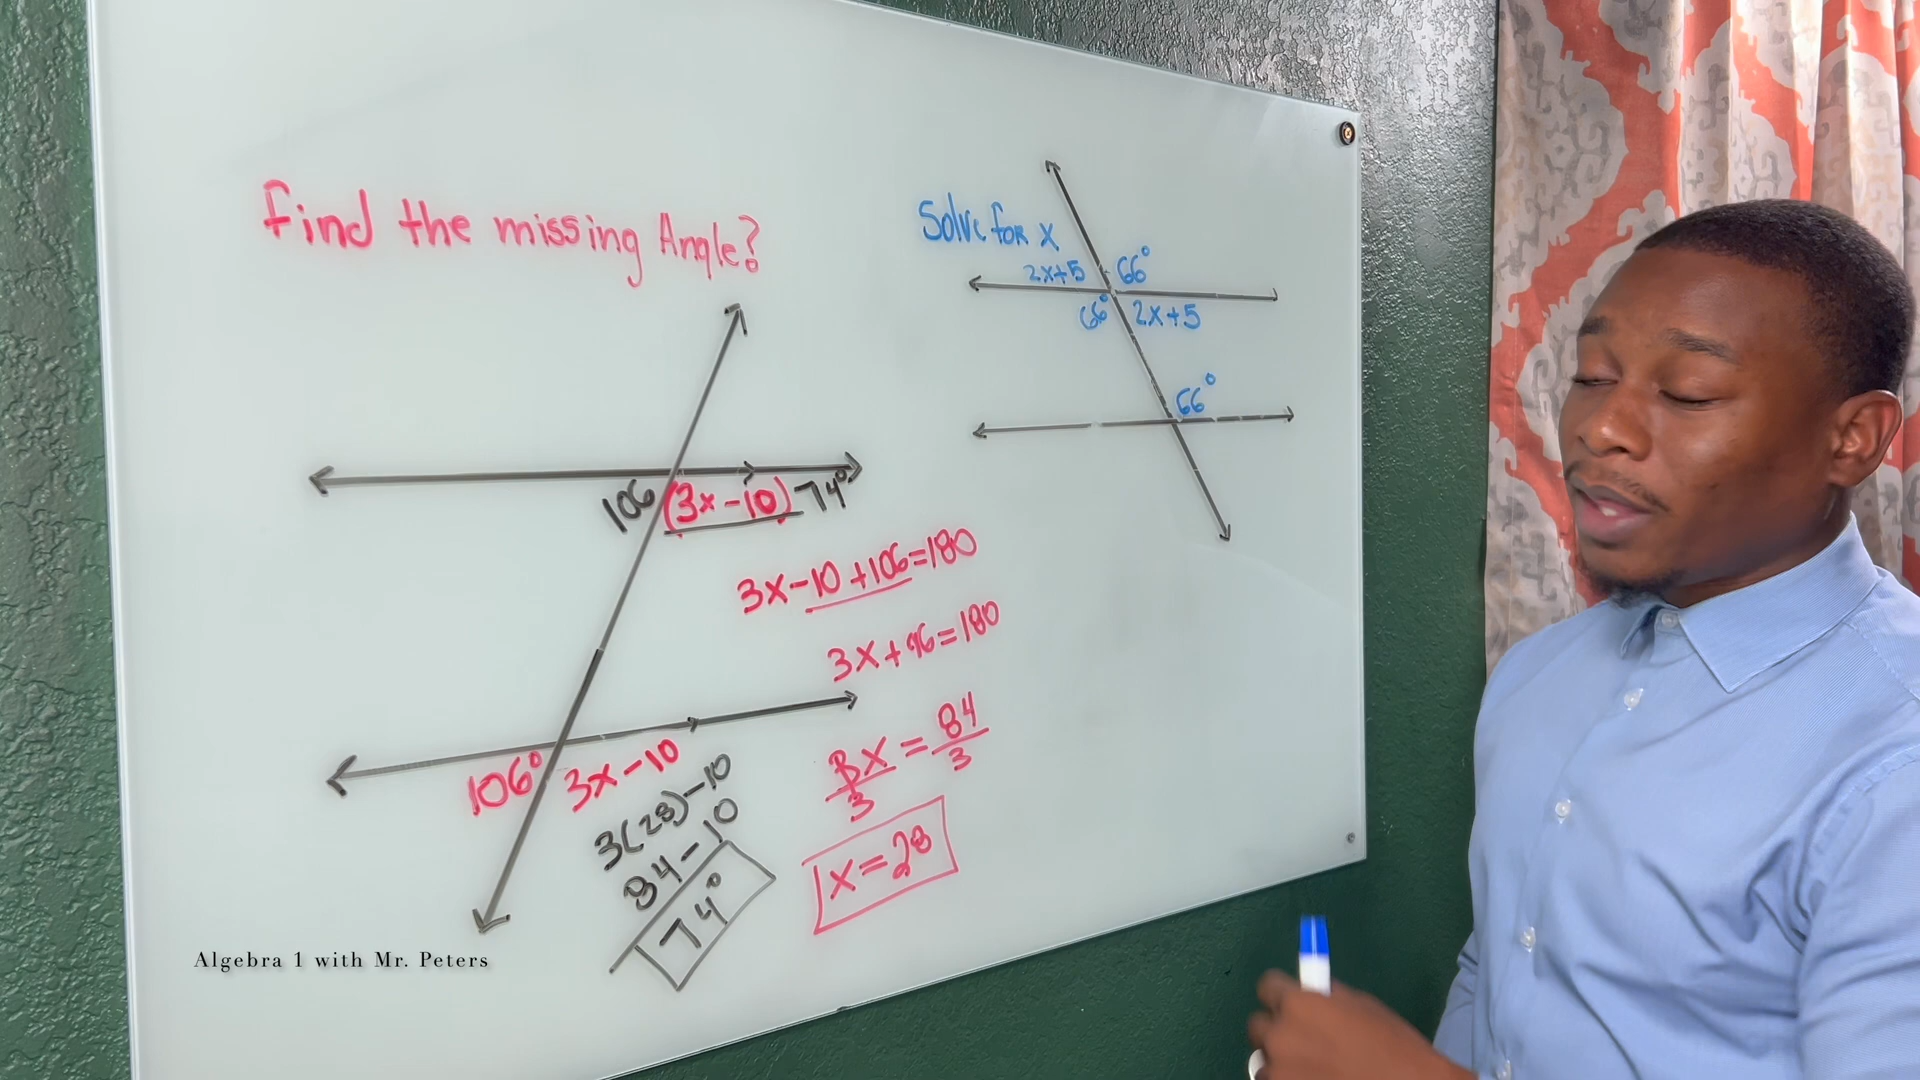 find the missing Angle?
106 (3x-10) 74°
3x-10+106=180
3x+96=180
3x/3 = 84/3
x=28
106° 3x-10
3(28)-10
84-10
74°
Solve for x
2x+5 66°
66° 2x+5
66°
Algebra 1 with Mr. Peters